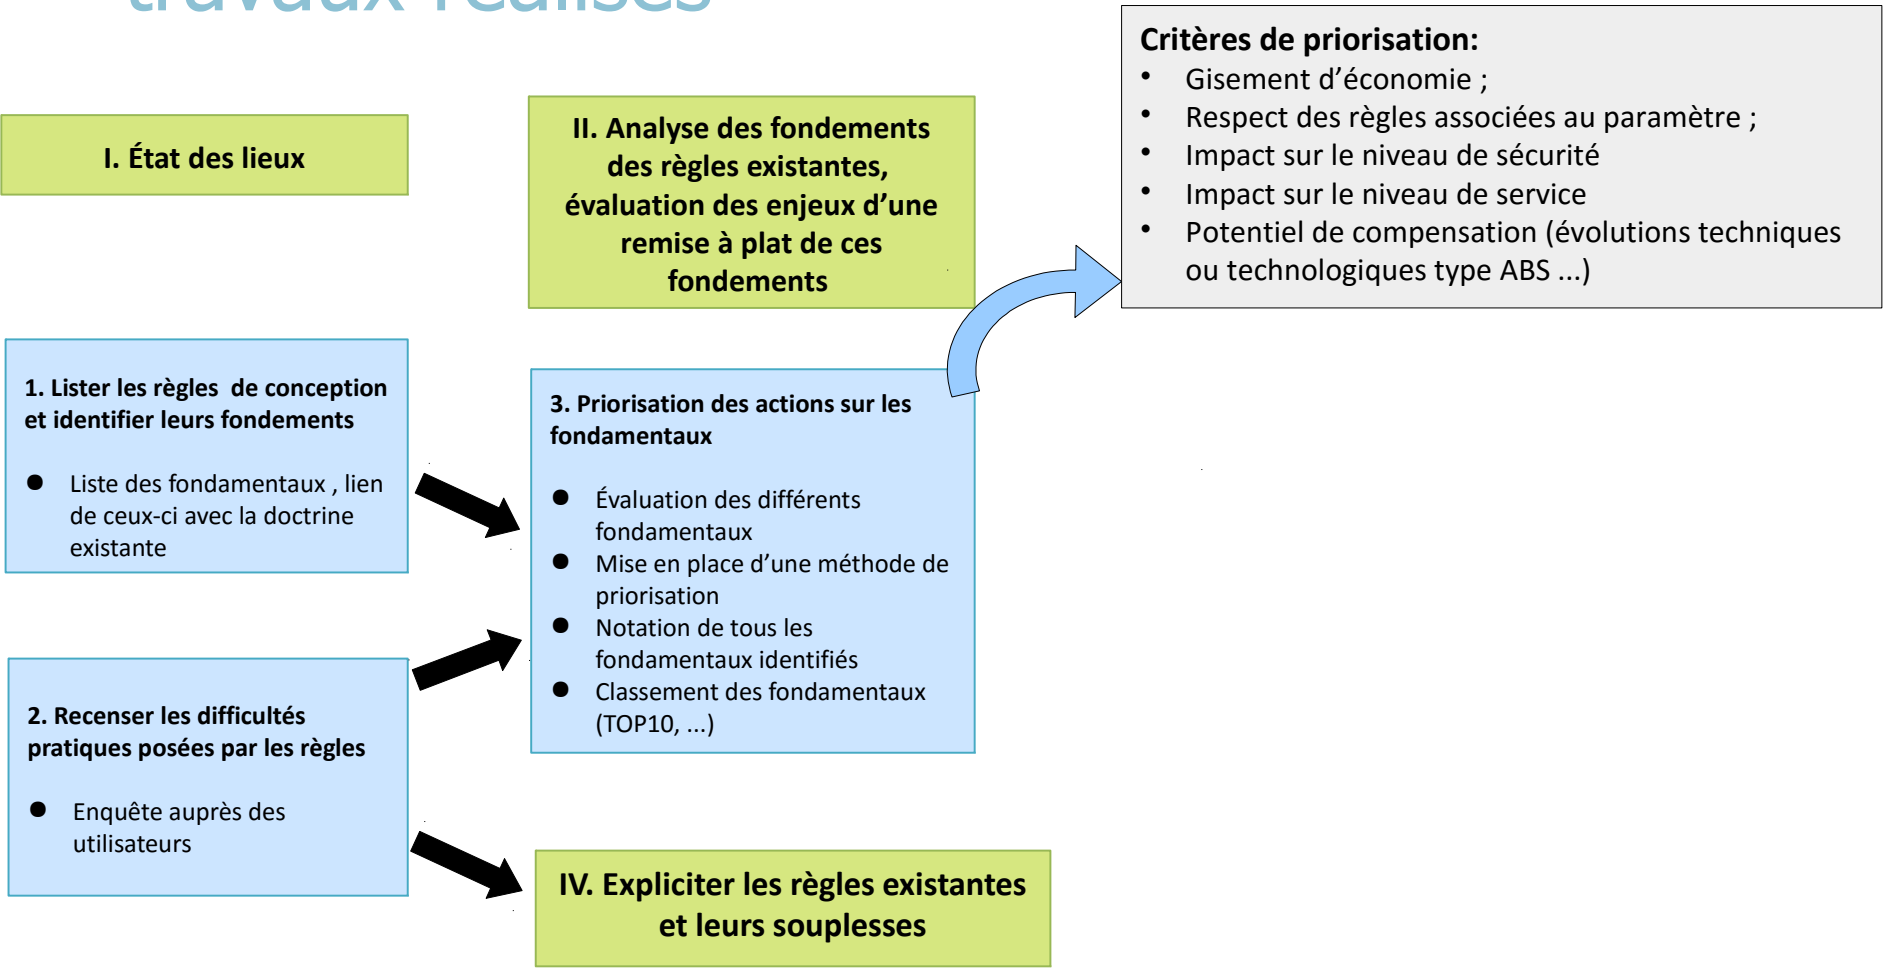 travaux réalisés
Critères de priorisation:
• Gisement d’économie ;
• Respect des règles associées au paramètre ;
• Impact sur le niveau de sécurité
• Impact sur le niveau de service
• Potentiel de compensation (évolutions techniques
ou technologiques type ABS ...)
I. État des lieux
II. Analyse des fondements
des règles existantes,
évaluation des enjeux d’une
remise à plat de ces
fondements
1. Lister les règles de conception
et identifier leurs fondements
● Liste des fondamentaux , lien
de ceux-ci avec la doctrine
existante
2. Recenser les difficultés
pratiques posées par les règles
● Enquête auprès des
utilisateurs
3. Priorisation des actions sur les
fondamentaux
● Évaluation des différents
fondamentaux
● Mise en place d’une méthode de
priorisation
● Notation de tous les
fondamentaux identifiés
● Classement des fondamentaux
(TOP10, ...)
IV. Expliciter les règles existantes
et leurs souplesses